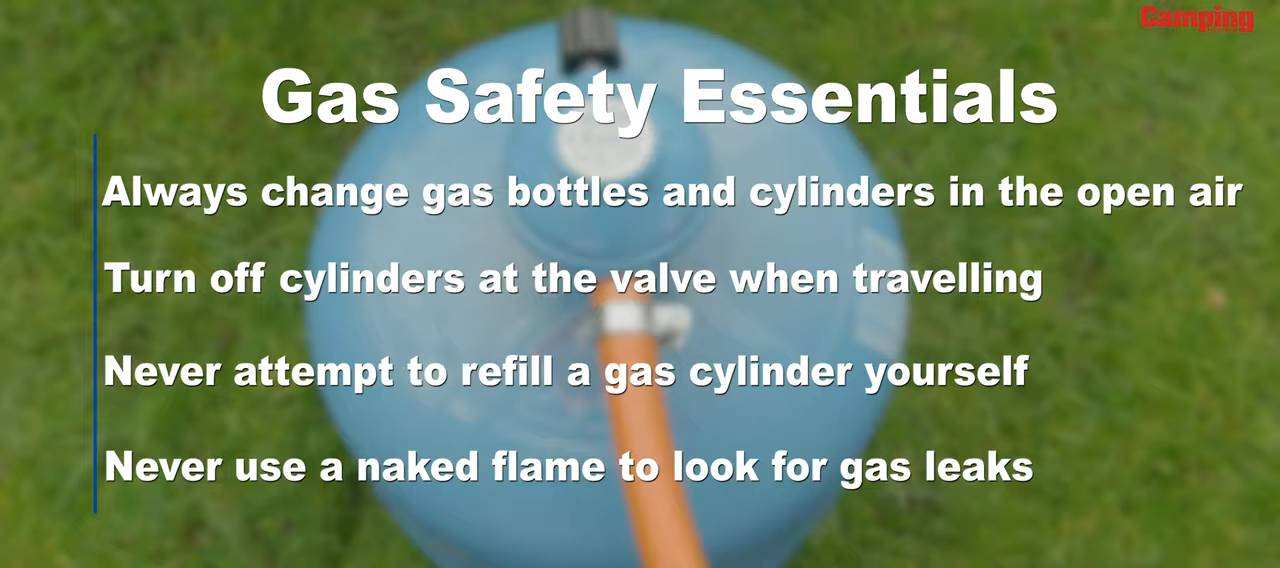 Camping
Gas Safety Essentials
Always change gas bottles and cylinders in the open air
Turn off cylinders at the valve when travelling
Never attempt to refill a gas cylinder yourself
Never use a naked flame to look for gas leaks